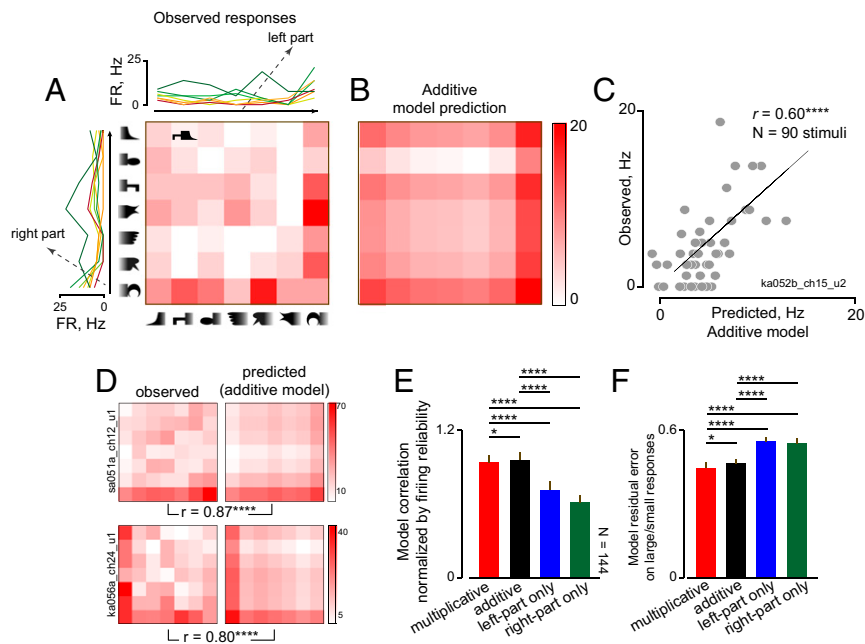 Observed responses
left part
A
FR, Hz
25
0
right part
25
0
FR, Hz
B
Additive
model prediction
20
0
C
20
r = 0.60****
N = 90 stimuli
Observed, Hz
0
ka052b_ch15_u2
0
20
Predicted, Hz
Additive model
D
observed
predicted
(additive model)
sa051a_ch12_u1
70
10
r = 0.87****
ka056a_ch24_u1
40
5
r = 0.80****
E
****
****
****
****
*
1.2
0
Model correlation
normalized by fiiring reliability
N = 144
multiplicative
additive
left-part only
right-part only
F
****
****
****
****
*
0.6
0
Model residual error
on large/small responses
multiplicative
additive
left-part only
right-part only